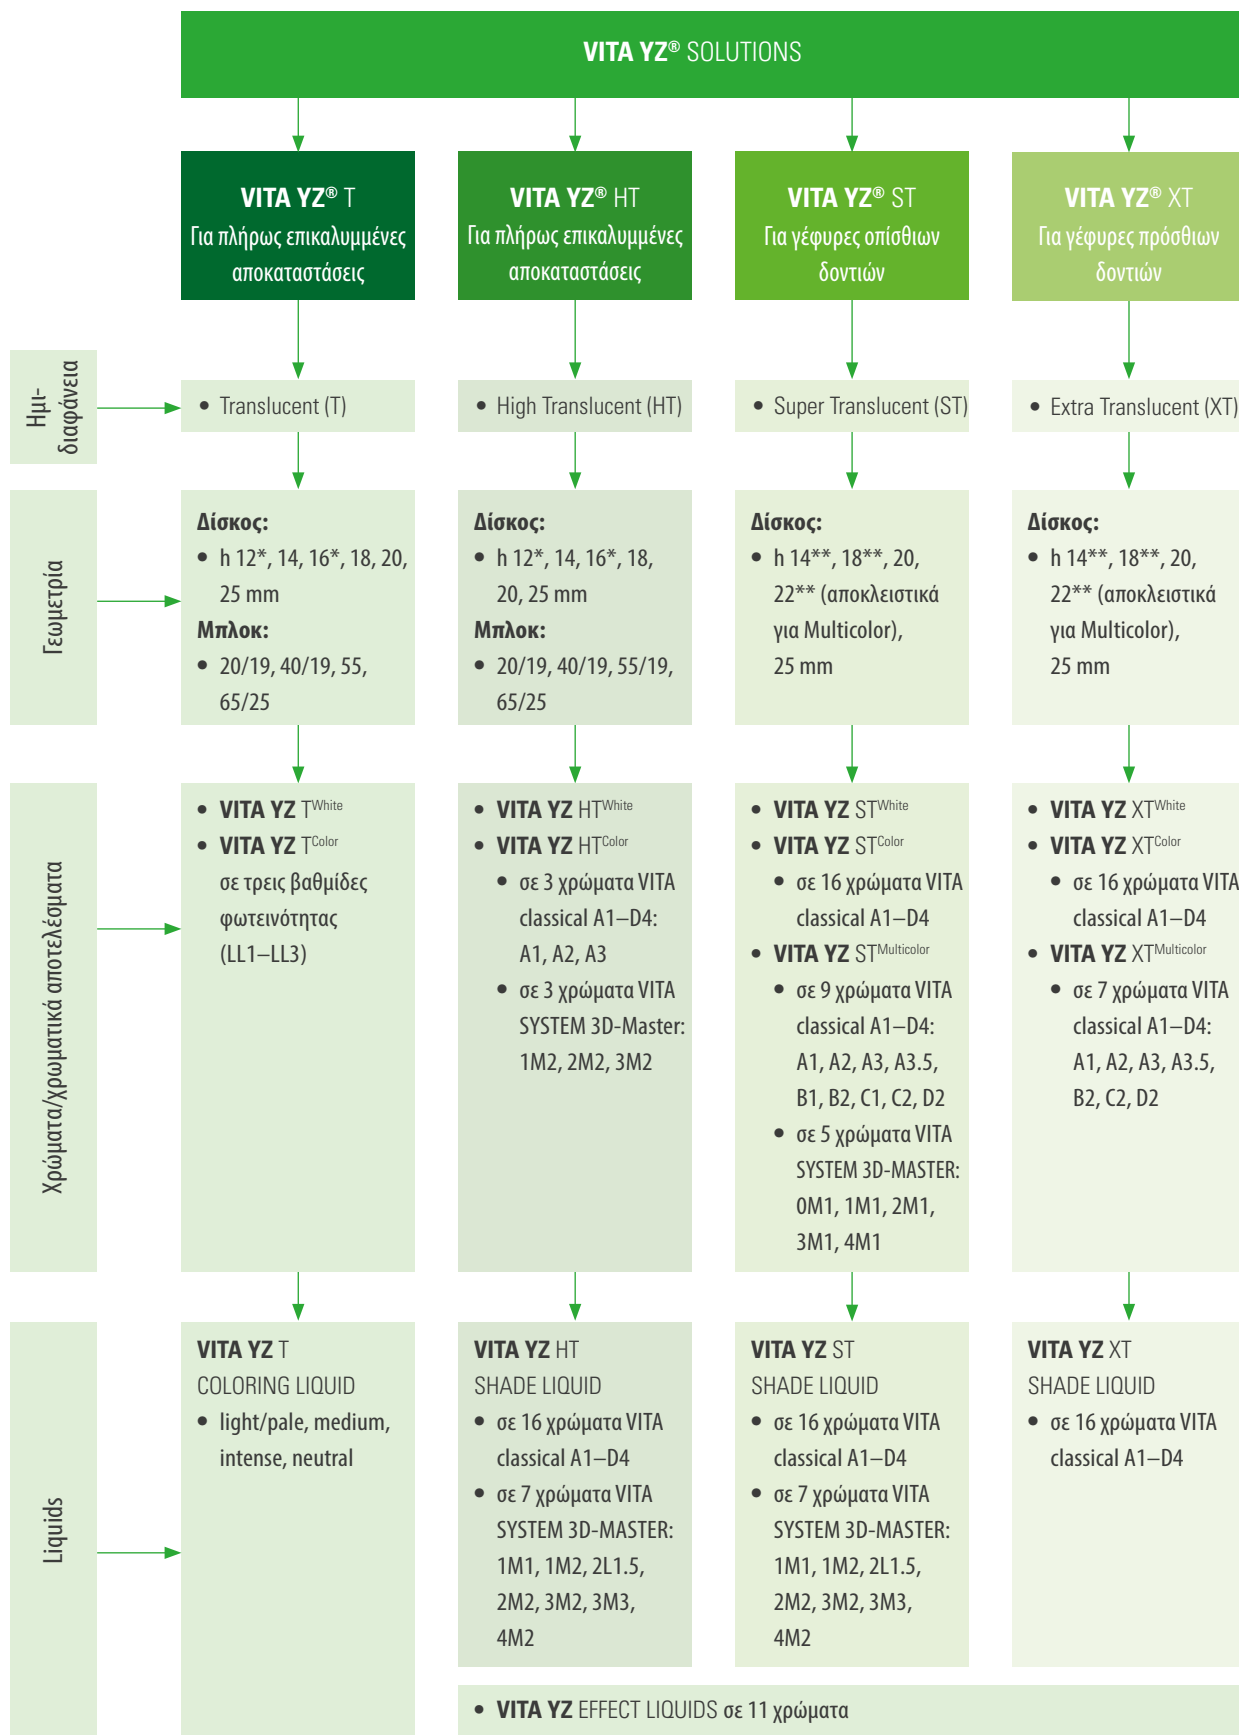 VITA YZ® SOLUTIONS
VITA YZ® T
Για πλήρως επικαλυμμένες
αποκαταστάσεις
VITA YZ® HT
Για πλήρως επικαλυμμένες
αποκαταστάσεις
VITA YZ® ST
Για γέφυρες οπίσθιων
δοντιών
VITA YZ® XT
Για γέφυρες πρόσθιων
δοντιών
Ημι-
διαφάνεια
• Translucent (T)
• High Translucent (HT)
• Super Translucent (ST)
• Extra Translucent (XT)
Γεωμετρία
Δίσκος:
• h 12*, 14, 16*, 18, 20,
25 mm
Μπλοκ:
• 20/19, 40/19, 55,
65/25
Δίσκος:
• h 12*, 14, 16*, 18,
20, 25 mm
Μπλοκ:
• 20/19, 40/19, 55/19,
65/25
Δίσκος:
• h 14**, 18**, 20,
22** (αποκλειστικά
για Multicolor),
25 mm
Δίσκος:
• h 14**, 18**, 20,
22** (αποκλειστικά
για Multicolor),
25 mm
Χρώματα/χρωματικά αποτελέσματα
• VITA YZ TWhite
• VITA YZ TColor
σε τρεις βαθμίδες
φωτεινότητας
(LL1–LL3)
• VITA YZ HTWhite
• VITA YZ HTColor
• σε 3 χρώματα VITA
classical A1–D4:
A1, A2, A3
• σε 3 χρώματα VITA
SYSTEM 3D-Master:
1M2, 2M2, 3M2
• VITA YZ STWhite
• VITA YZ STColor
• σε 16 χρώματα VITA
classical A1–D4
• VITA YZ STMulticolor
• σε 9 χρώματα VITA
classical A1–D4:
A1, A2, A3, A3.5,
B1, B2, C1, C2, D2
• σε 5 χρώματα VITA
SYSTEM 3D-MASTER:
0M1, 1M1, 2M1,
3M1, 4M1
• VITA YZ XTWhite
• VITA YZ XTColor
• σε 16 χρώματα VITA
classical A1–D4
• VITA YZ XTMulticolor
• σε 7 χρώματα VITA
classical A1–D4:
A1, A2, A3, A3.5,
B2, C2, D2
Liquids
VITA YZ T
COLORING LIQUID
• light/pale, medium,
intense, neutral
VITA YZ HT
SHADE LIQUID
• σε 16 χρώματα VITA
classical A1–D4
• σε 7 χρώματα VITA
SYSTEM 3D-MASTER:
1M1, 1M2, 2L1.5,
2M2, 3M2, 3M3,
4M2
VITA YZ ST
SHADE LIQUID
• σε 16 χρώματα VITA
classical A1–D4
• σε 7 χρώματα VITA
SYSTEM 3D-MASTER:
1M1, 1M2, 2L1.5,
2M2, 3M2, 3M3,
4M2
VITA YZ XT
SHADE LIQUID
• σε 16 χρώματα VITA
classical A1–D4
• VITA YZ EFFECT LIQUIDS σε 11 χρώματα